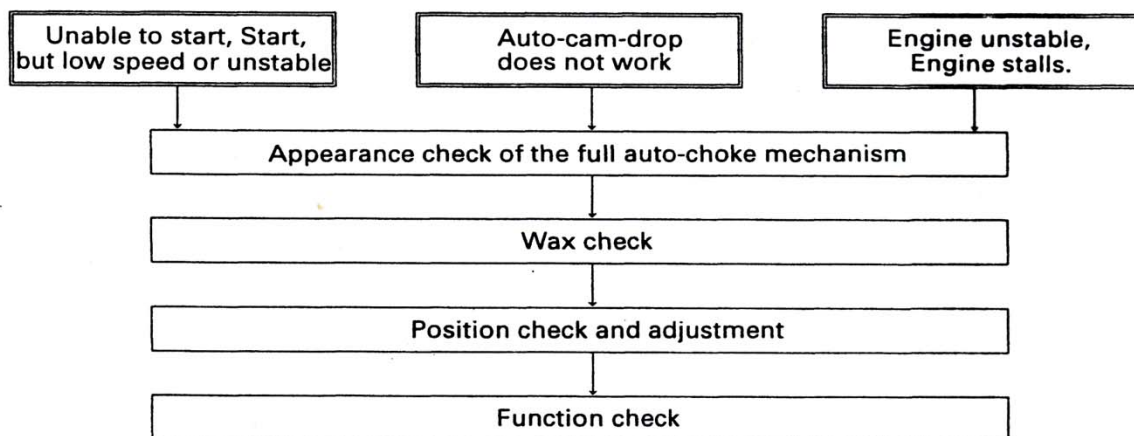 Unable to start, Start,
but low speed or unstable
Auto-cam-drop
does not work
Engine unstable,
Engine stalls.
Appearance check of the full auto-choke mechanism
Wax check
Position check and adjustment
Function check